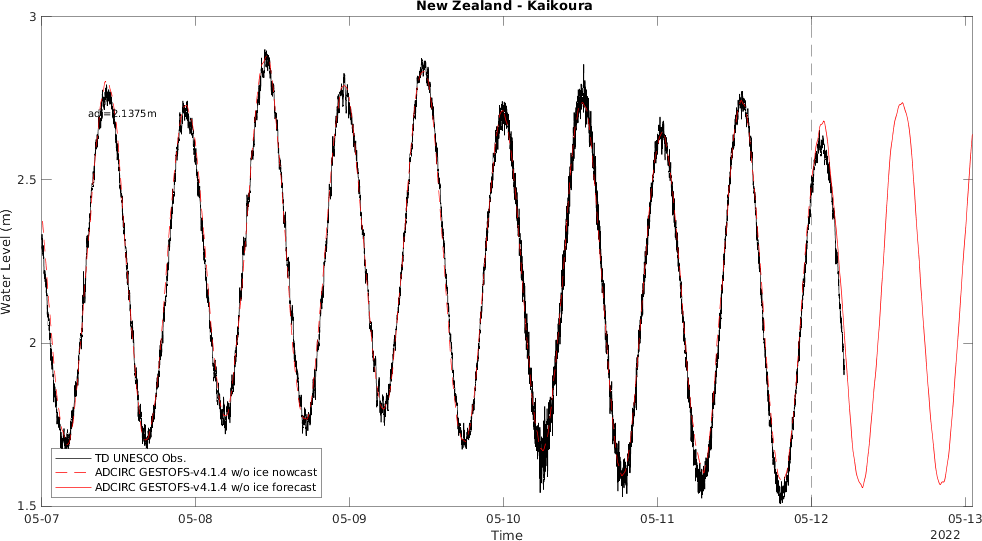 New Zealand - Kaikoura
3
2.5
2
1.5
Water Level (m)
adj=2.1375m
TD UNESCO Obs.
ADCIRC GESTOFS-v4.1.4 w/o ice nowcast
ADCIRC GESTOFS-v4.1.4 w/o ice forecast
05-07 05-08 05-09 05-10 05-11 05-12 05-13
Time
2022